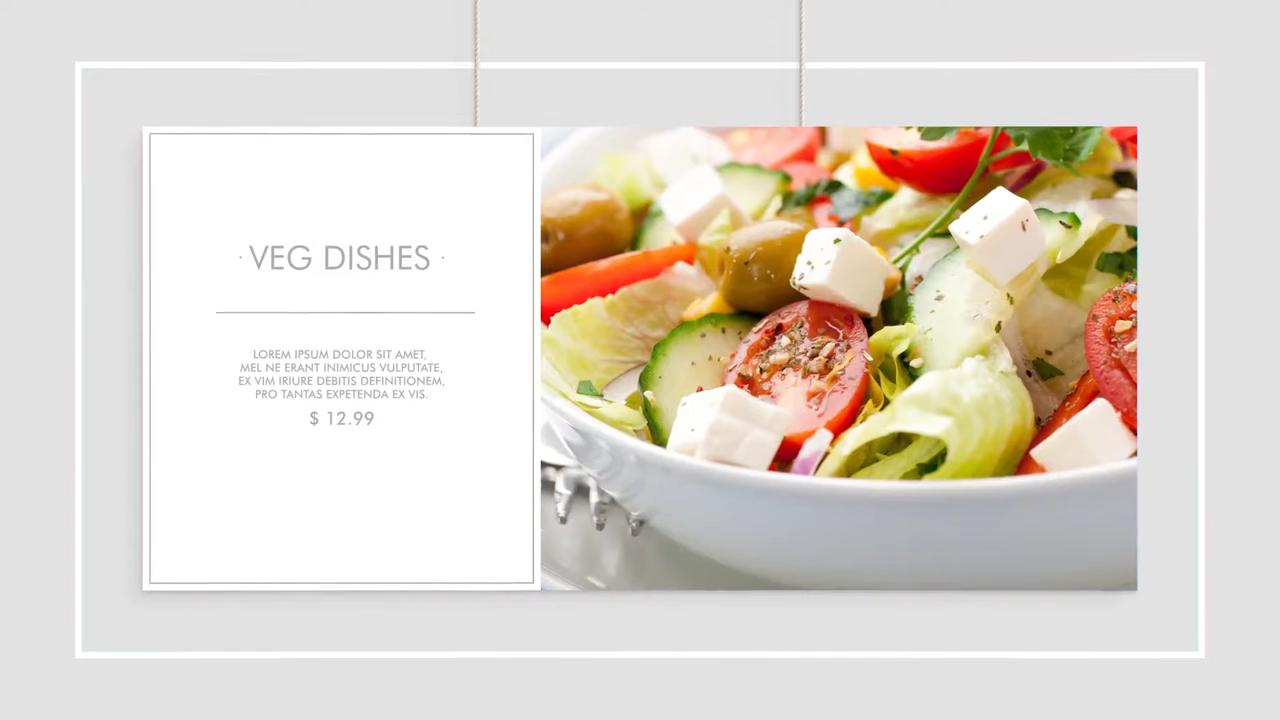 · VEG DISHES ·
LOREM IPSUM DOLOR SIT AMET,
MEL NE ERANT INIMICUS VULPUTATE,
EX VIM IRIURE DEBITIS DEFINITIONEM,
PRO TANTAS EXPETENDA EX VIS.
$ 12.99